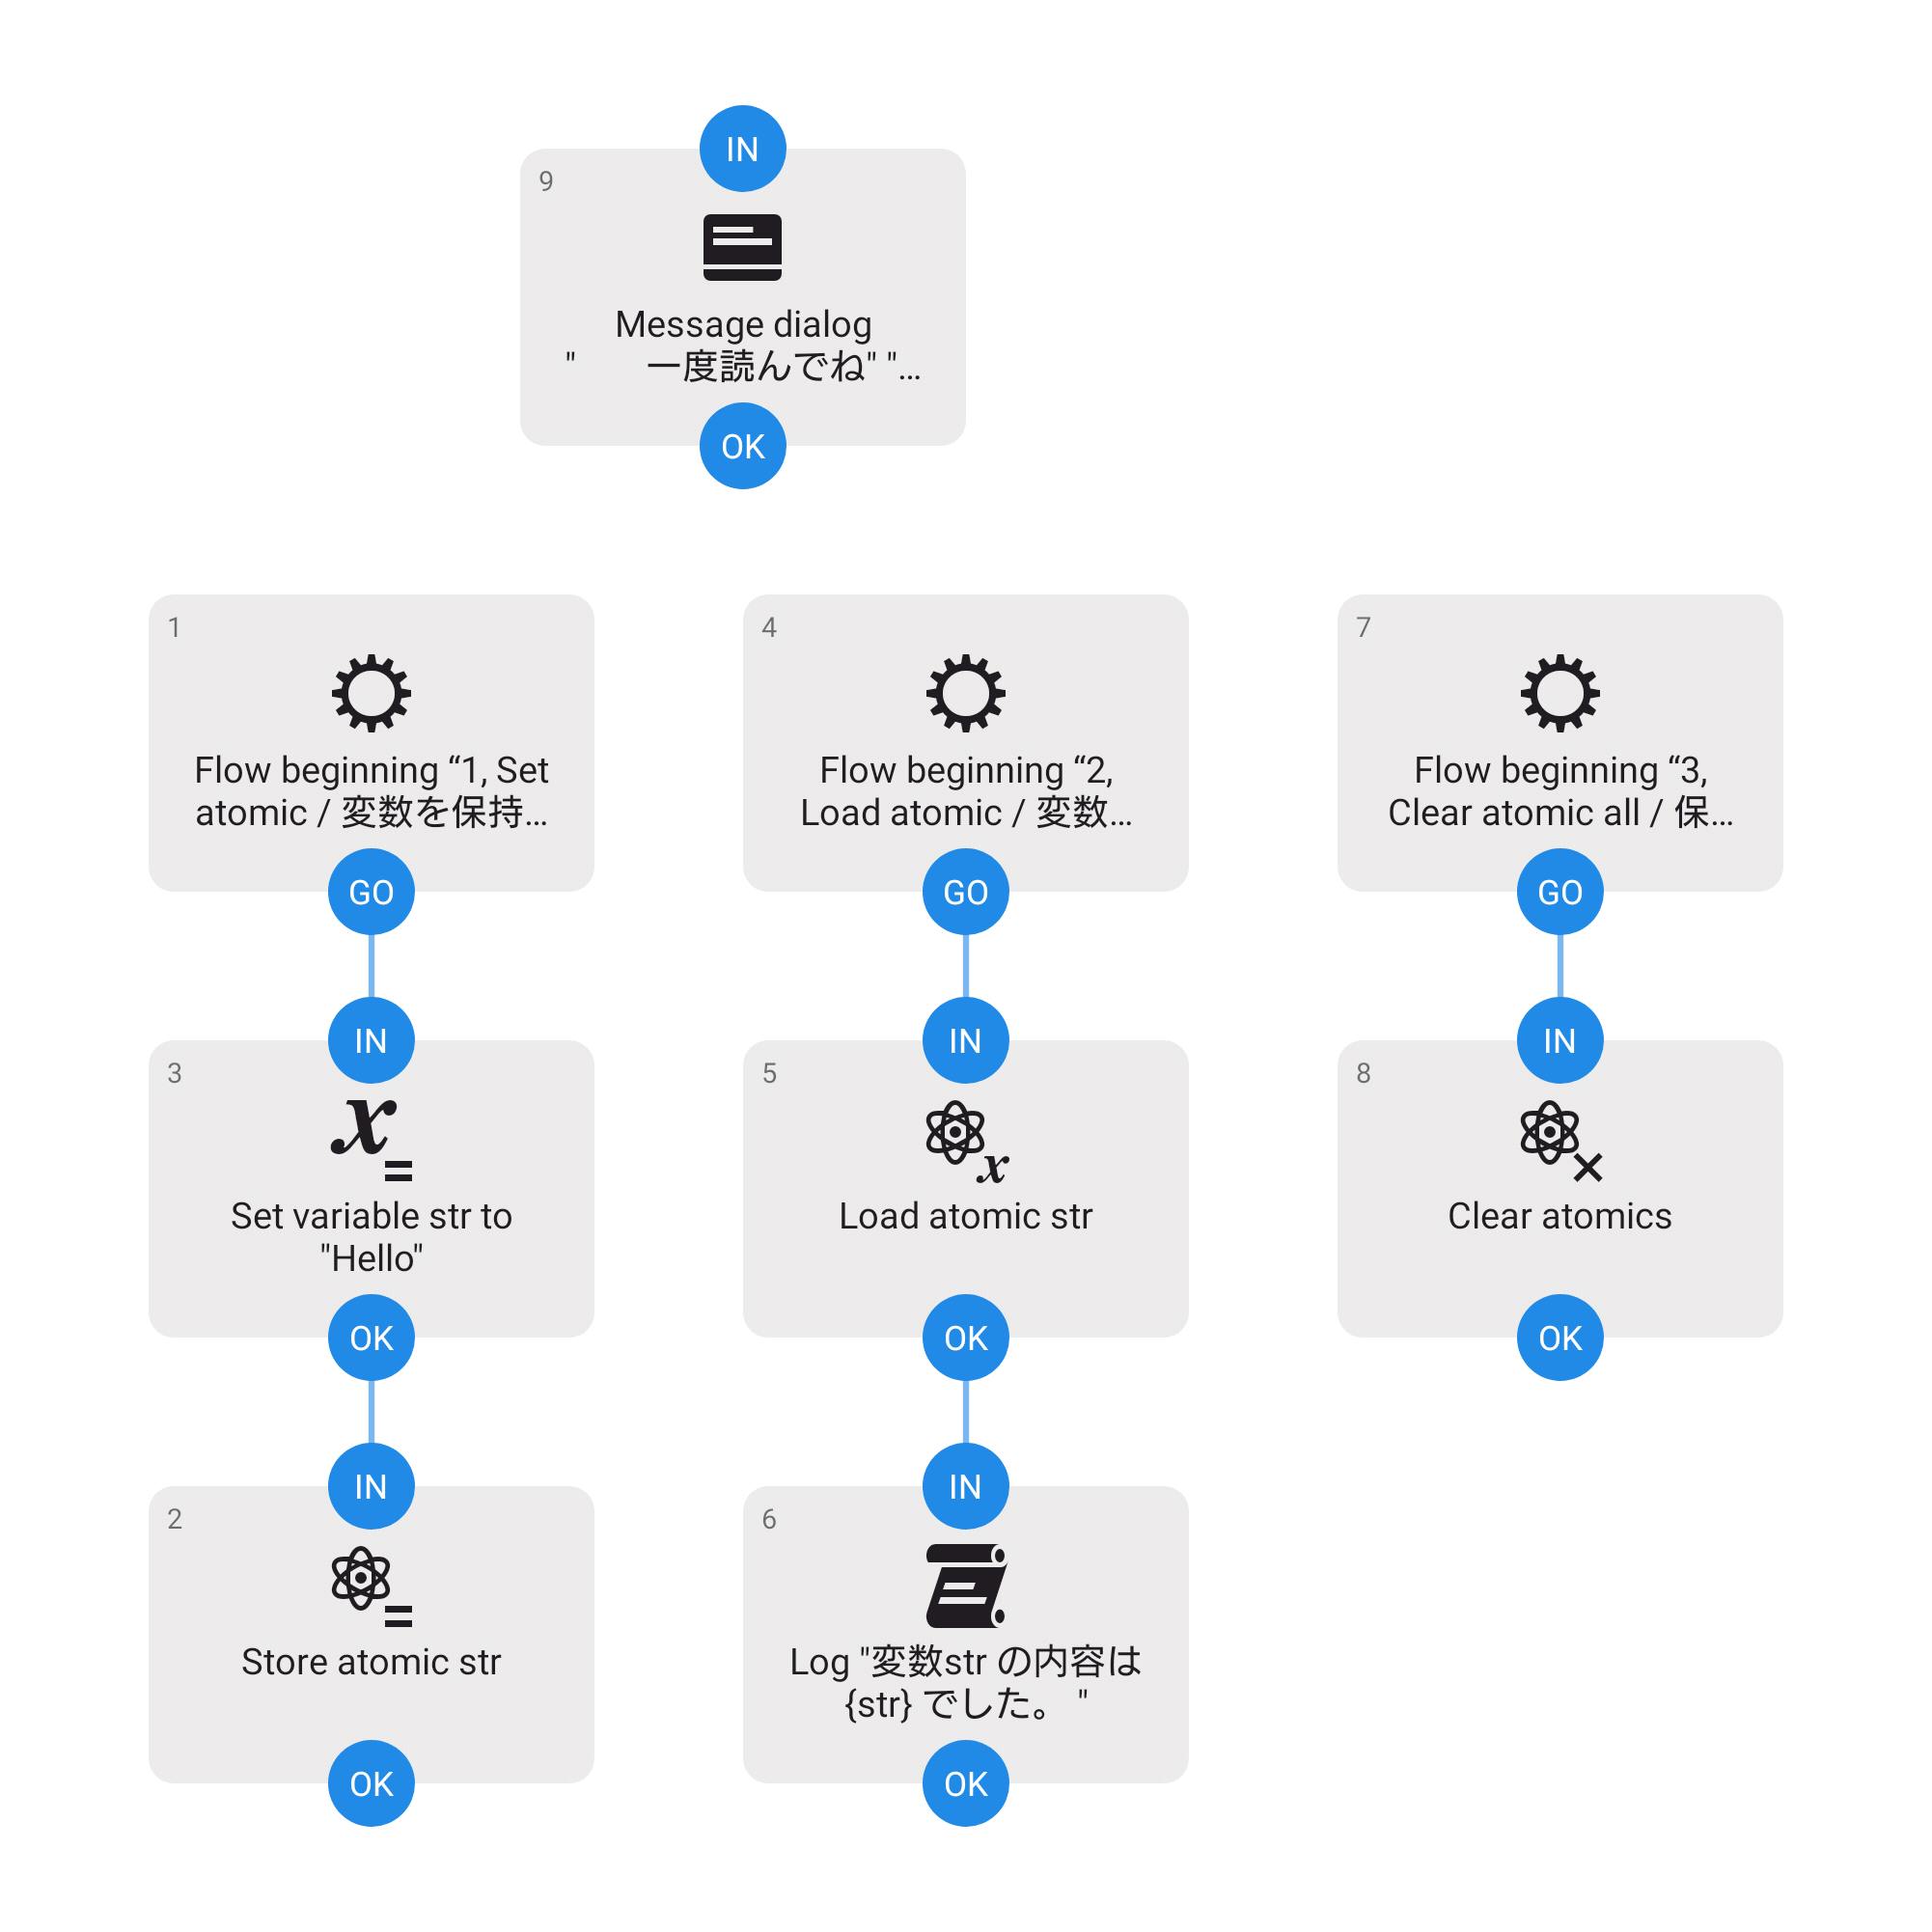 IN
9
Message dialog
"　　一度読んでね" "...
OK
1
Flow beginning “1, Set
atomic / 変数を保持...
GO
4
Flow beginning “2,
Load atomic / 変数...
GO
7
Flow beginning “3,
Clear atomic all / 保...
GO
IN
3
x
=
Set variable str to
"Hello"
OK
IN
5
x
Load atomic str
OK
IN
8
Clear atomics
OK
IN
2
=
Store atomic str
OK
IN
6
Log "変数str の内容は
{str} でした。 "
OK